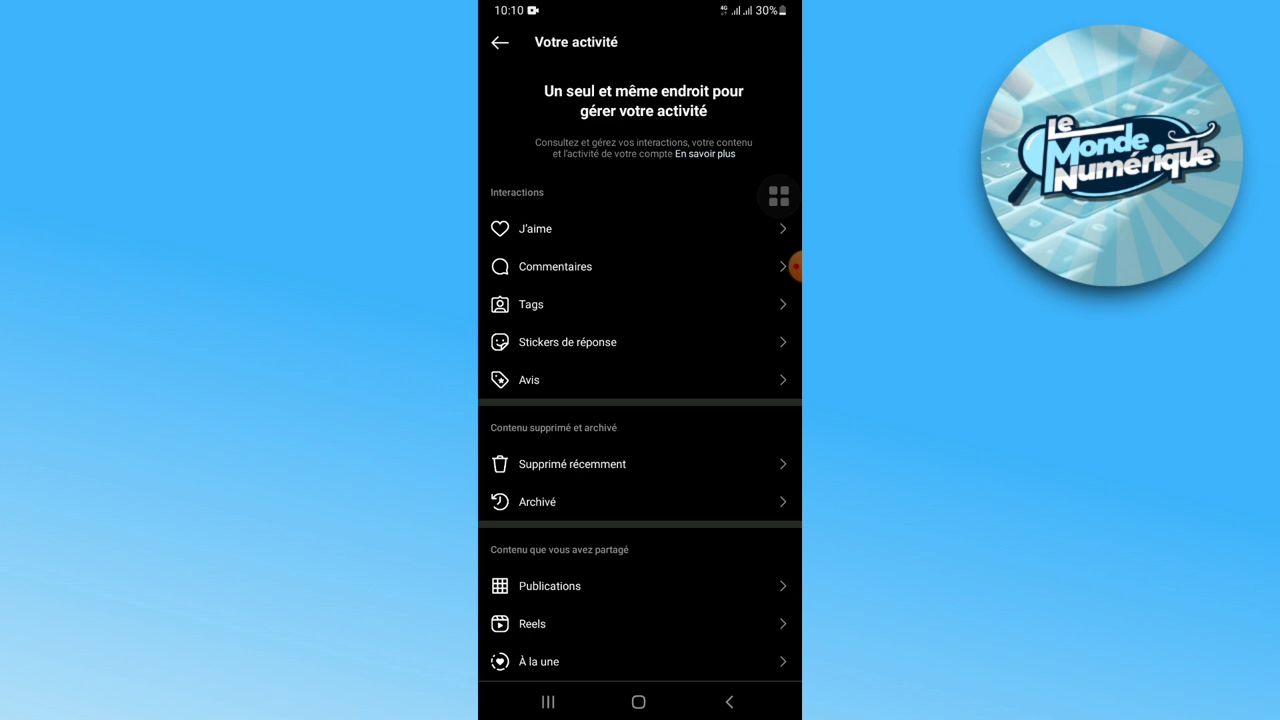 10:10
4G
30%
Votre activité
Un seul et même endroit pour
gérer votre activité
Consultez et gérez vos interactions, votre contenu
et l'activité de votre compte En savoir plus
Interactions
J'aime
Commentaires
Tags
Stickers de réponse
Avis
Contenu supprimé et archivé
Supprimé récemment
Archivé
Contenu que vous avez partagé
Publications
Reels
À la une
Le
Monde
Numérique